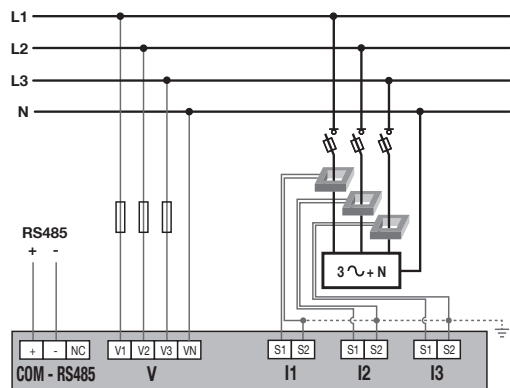 L1
L2
L3
N
RS485
+ -
3 ~ + N
+ - NC
V1 V2 V3 VN
S1 S2
S1 S2
S1 S2
COM - RS485
V
I1
I2
I3